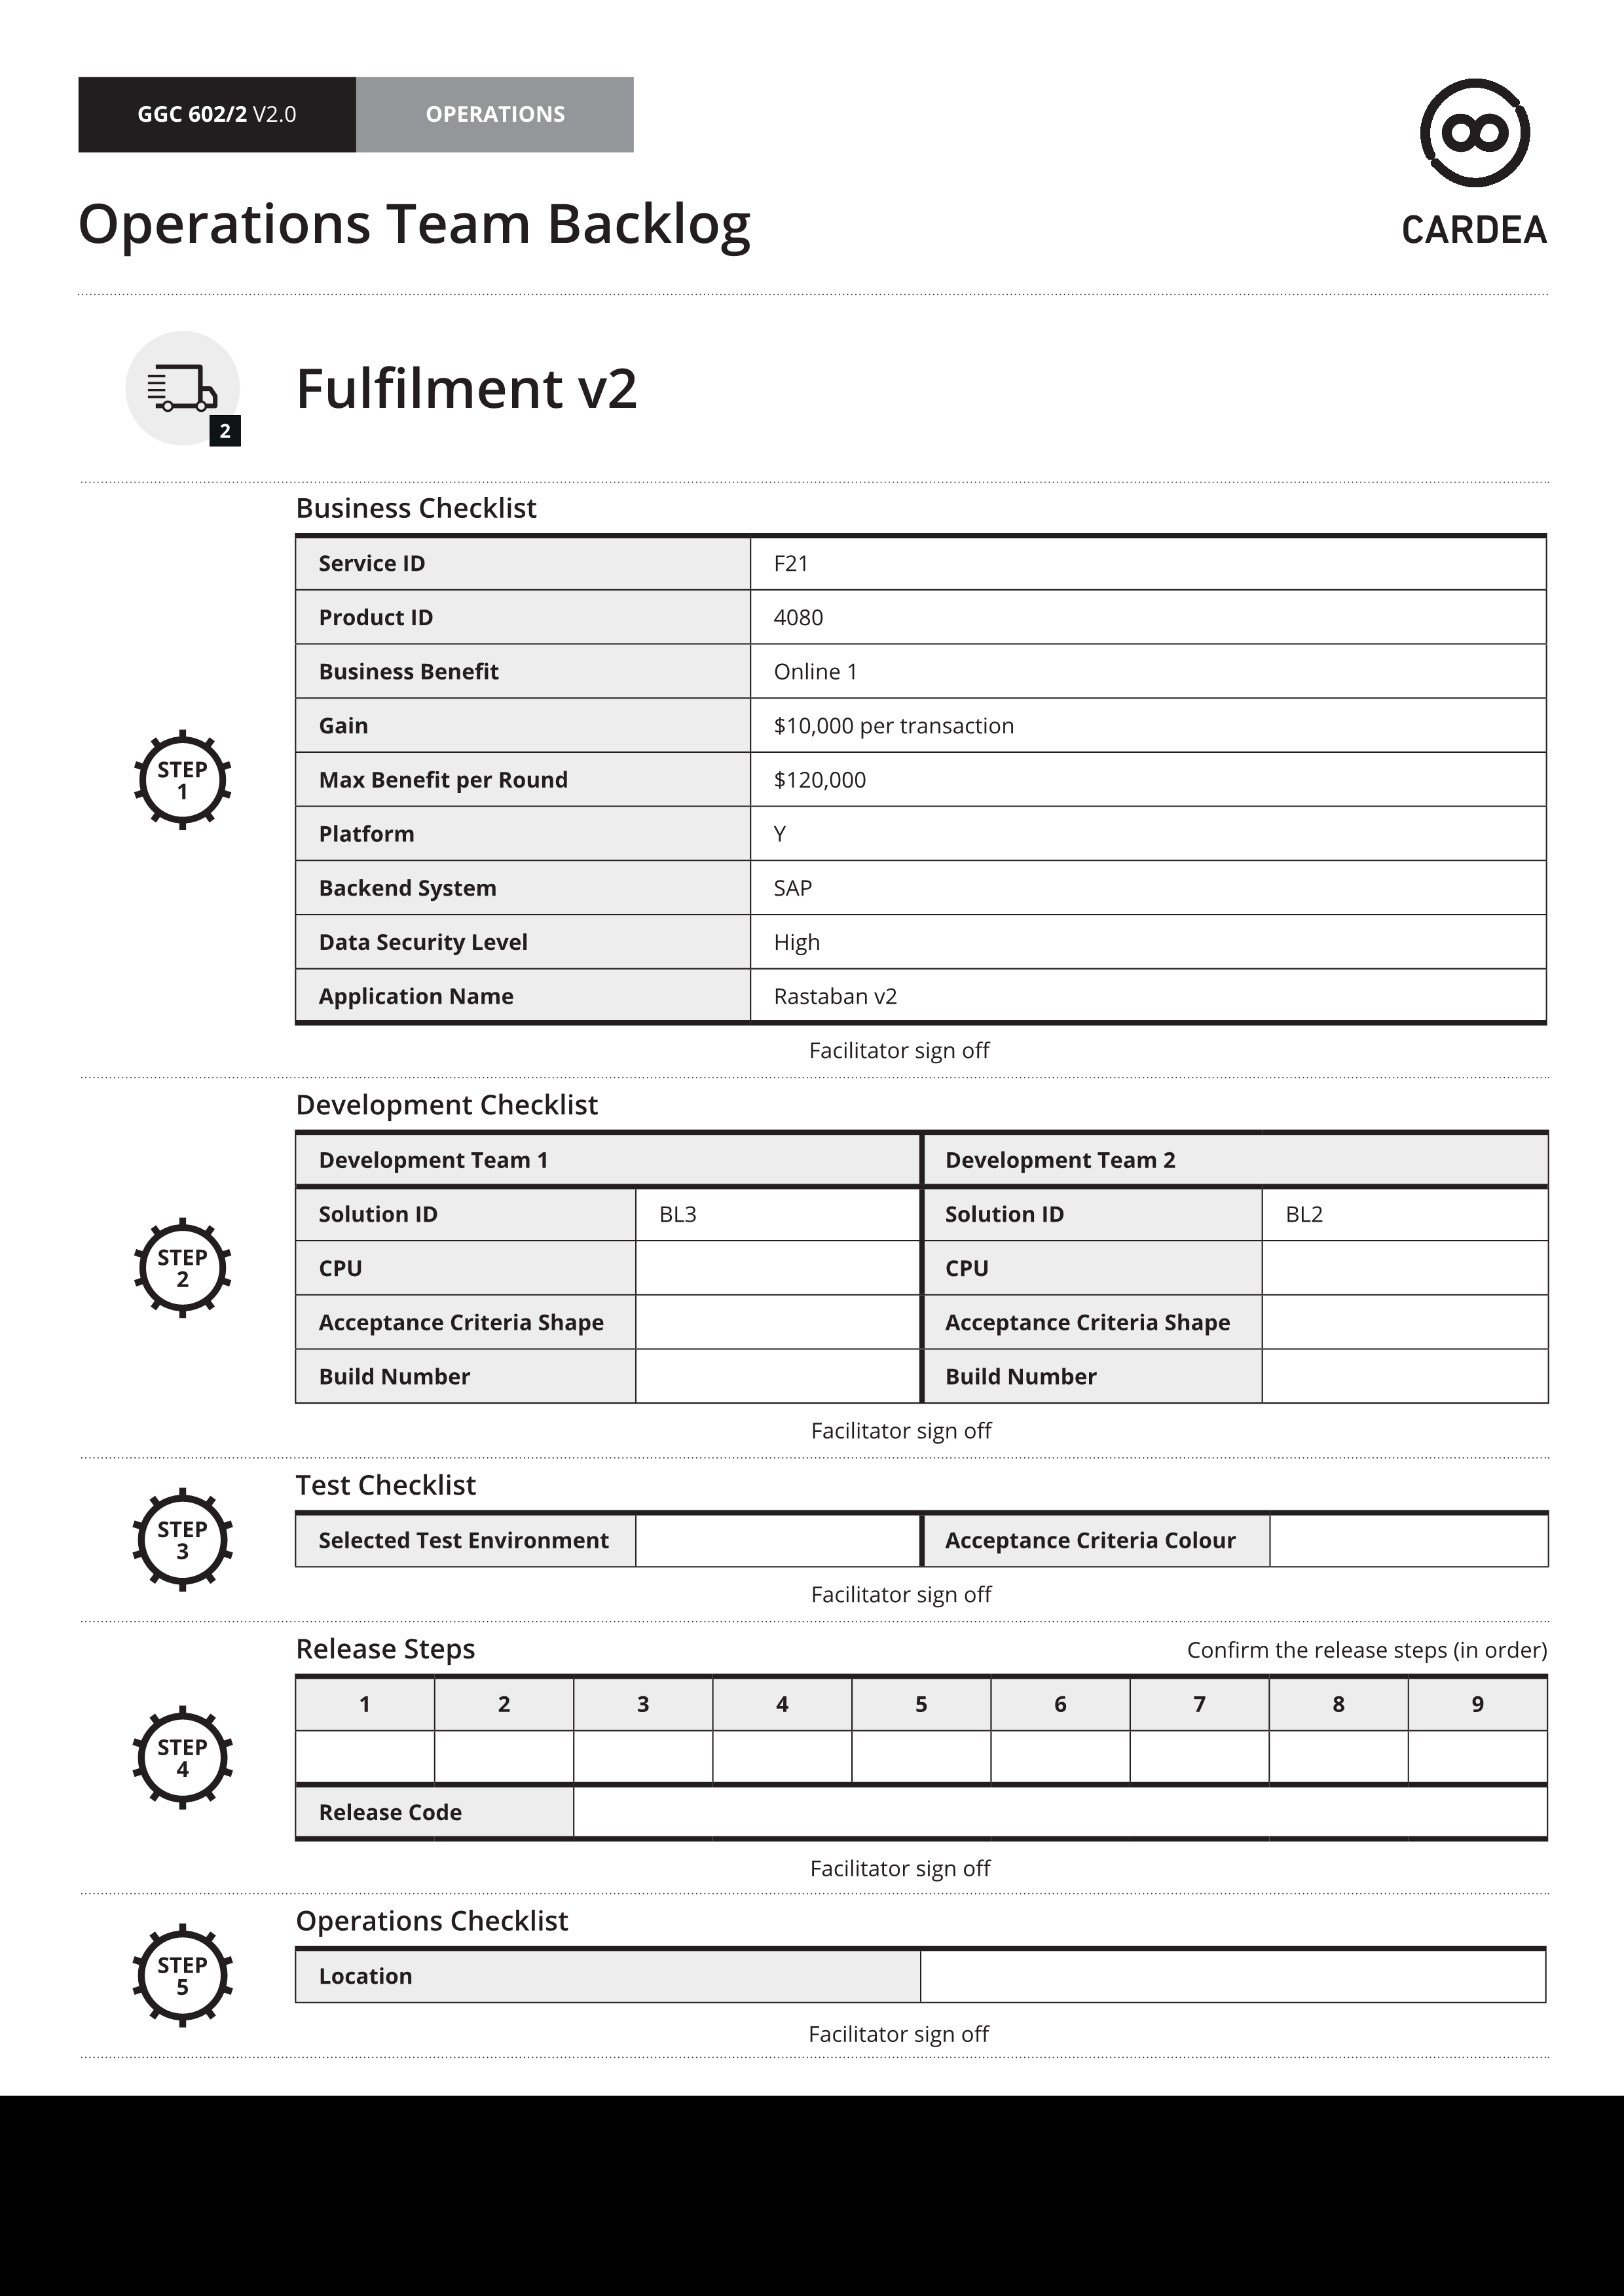 GGC 602/2 V2.0 OPERATIONS
CARDEA
Operations Team Backlog
2
Fulfilment v2
Business Checklist
Service ID F21
Product ID 4080
Business Benefit Online 1
Gain $10,000 per transaction
Max Benefit per Round $120,000
Platform Y
Backend System SAP
Data Security Level High
Application Name Rastaban v2
STEP
1
Facilitator sign off
Development Checklist
Development Team 1 Development Team 2
Solution ID BL3 Solution ID BL2
CPU CPU
Acceptance Criteria Shape Acceptance Criteria Shape
Build Number Build Number
STEP
2
Facilitator sign off
Test Checklist
STEP
3
Selected Test Environment Acceptance Criteria Colour
Facilitator sign off
Release Steps Confirm the release steps (in order)
1 2 3 4 5 6 7 8 9
STEP
4
Release Code
Facilitator sign off
Operations Checklist
STEP
5
Location
Facilitator sign off